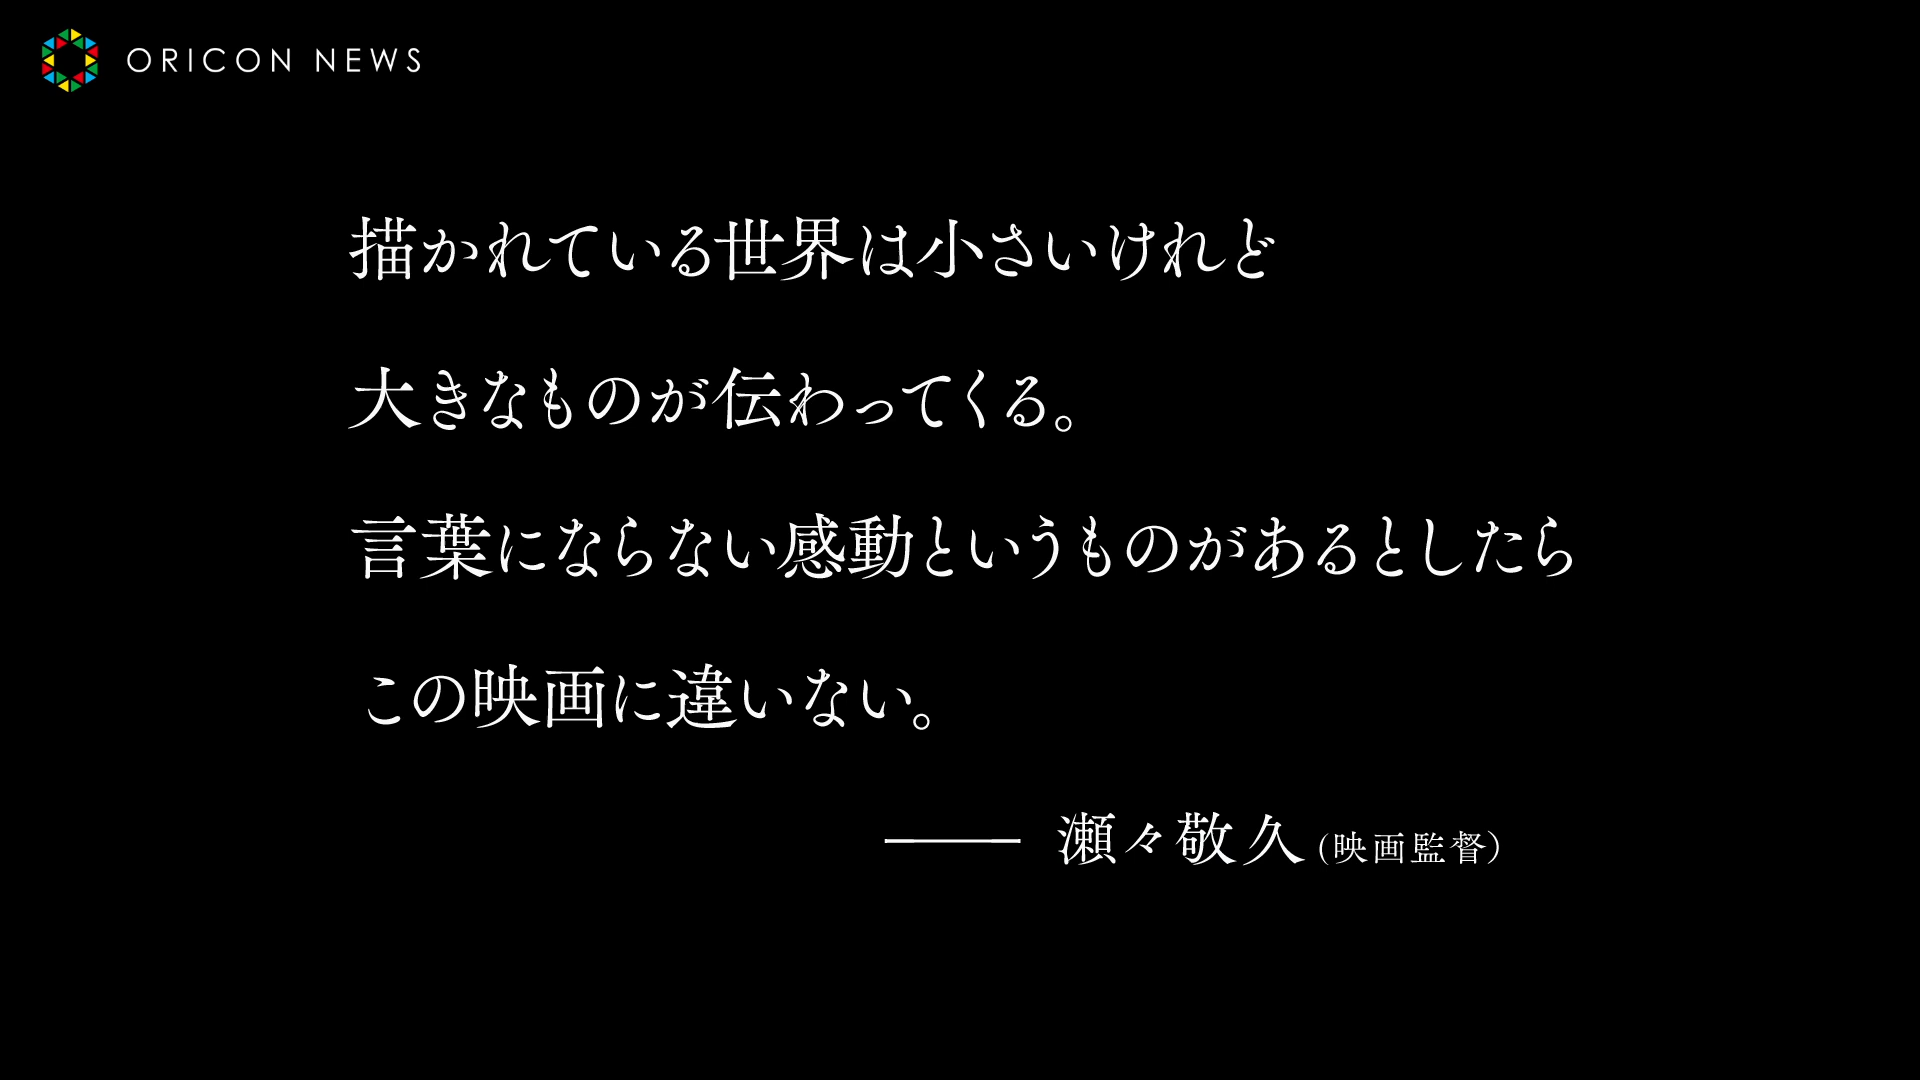 ORICON NEWS
描かれている世界は小さいけれど
大きなものが伝わってくる。
言葉にならない感動というものがあるとしたら
この映画に違いない。
—— 瀬々敬久(映画監督)